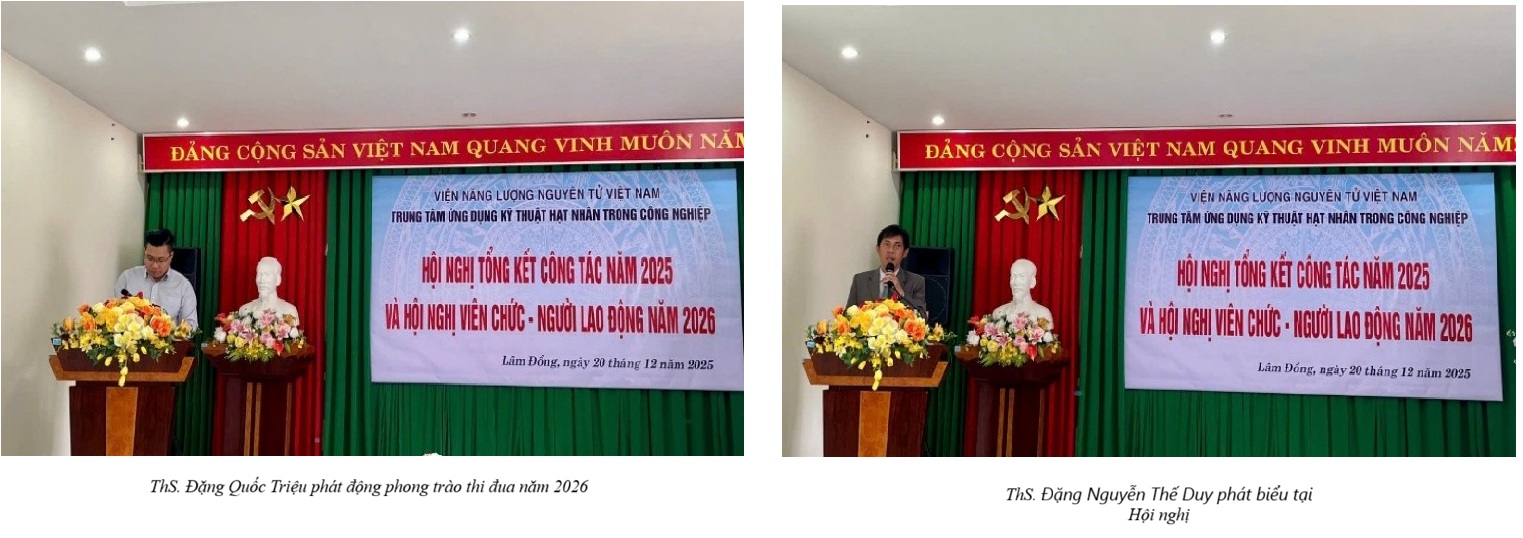 ĐẢNG CỘNG SẢN VIỆT NAM QUANG VINH MUÔN NĂM
VIỆN NĂNG LƯỢNG NGUYÊN TỬ VIỆT NAM
TRUNG TÂM ỨNG DỤNG KỸ THUẬT HẠT NHÂN TRONG CÔNG NGHIỆP
HỘI NGHỊ TỔNG KẾT CÔNG TÁC NĂM 2025
VÀ HỘI NGHỊ VIÊN CHỨC - NGƯỜI LAO ĐỘNG NĂM 2026
Lâm Đồng, ngày 20 tháng 12 năm 2025
ThS. Đặng Quốc Triệu phát động phong trào thi đua năm 2026
ĐẢNG CỘNG SẢN VIỆT NAM QUANG VINH MUÔN NĂM!
VIỆN NĂNG LƯỢNG NGUYÊN TỬ VIỆT NAM
TRUNG TÂM ỨNG DỤNG KỸ THUẬT HẠT NHÂN TRONG CÔNG NGHIỆP
HỘI NGHỊ TỔNG KẾT CÔNG TÁC NĂM 2025
VÀ HỘI NGHỊ VIÊN CHỨC - NGƯỜI LAO ĐỘNG NĂM 2026
Lâm Đồng, ngày 20 tháng 12 năm 2025
ThS. Đặng Nguyễn Thế Duy phát biểu tại
Hội nghị